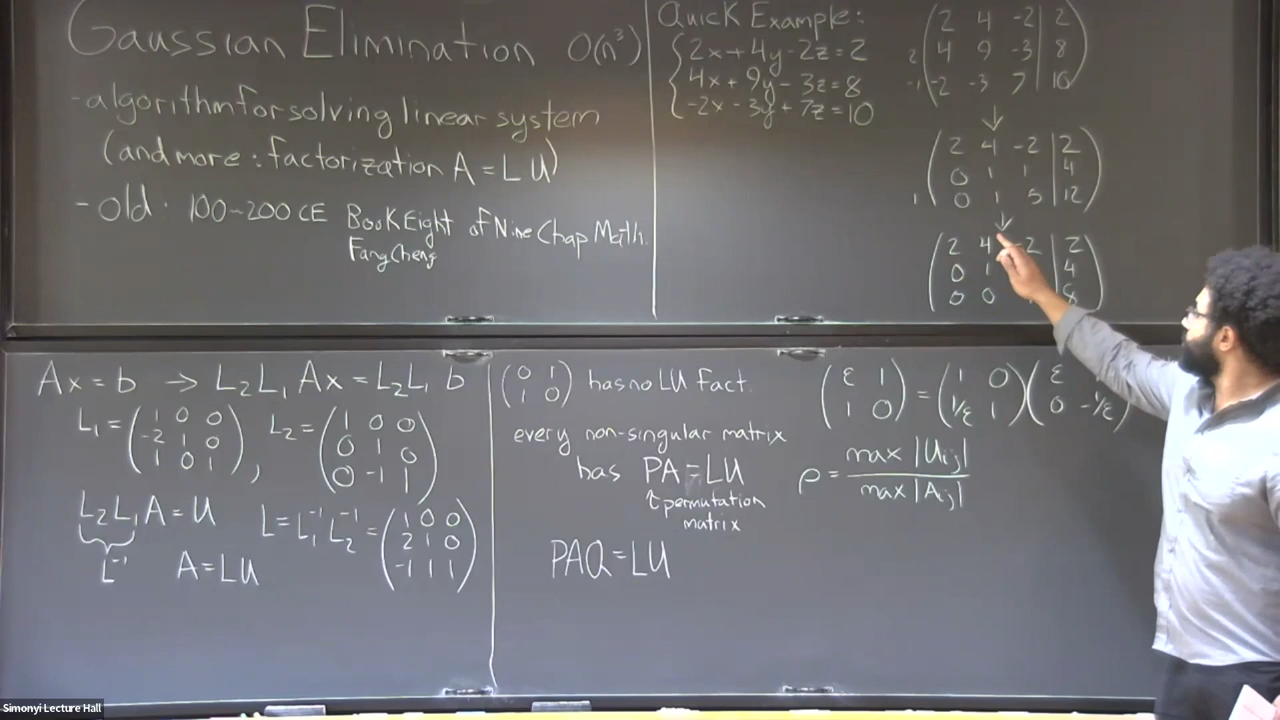 Gaussian Elimination O(n³)
-algorithm for solving linear system
(and more: factorization A=LU)
-old: 100-200 CE Book Eight of Nine Chap Math.
Fangcheng
Quick Example:
2x+4y-2z=2
4x+9y-3z=8
-2x-3y+7z=10
2 4 -2 | 2
2 4 9 -3 | 8
-1 -2 -3 7 | 10
↓
2 4 -2 | 2
0 1 1 | 4
1 0 1 5 | 12
↓
2 4 -2 | 2
0 1 | 4
0 0 | 8
Ax=b → L₂L₁Ax=L₂L₁b
L₁= (1 0 0
-2 1 0
1 0 1),
L₂= (1 0 0
0 1 0
0 -1 1)
L₂L₁A=U
L⁻¹
A=LU
L=L₁⁻¹L₂⁻¹= (1 0 0
2 1 0
-1 1 1)
(0 1
1 0) has no LU fact.
every non-singular matrix
has PA=LU
↑permutation
matrix
PAQ=LU
(ε 1
1 0) = (1 0
1/ε 1) (ε
0 -1/ε)
ρ= max|Uᵢⱼ|
max|Aᵢⱼ|
Simonyi Lecture Hall